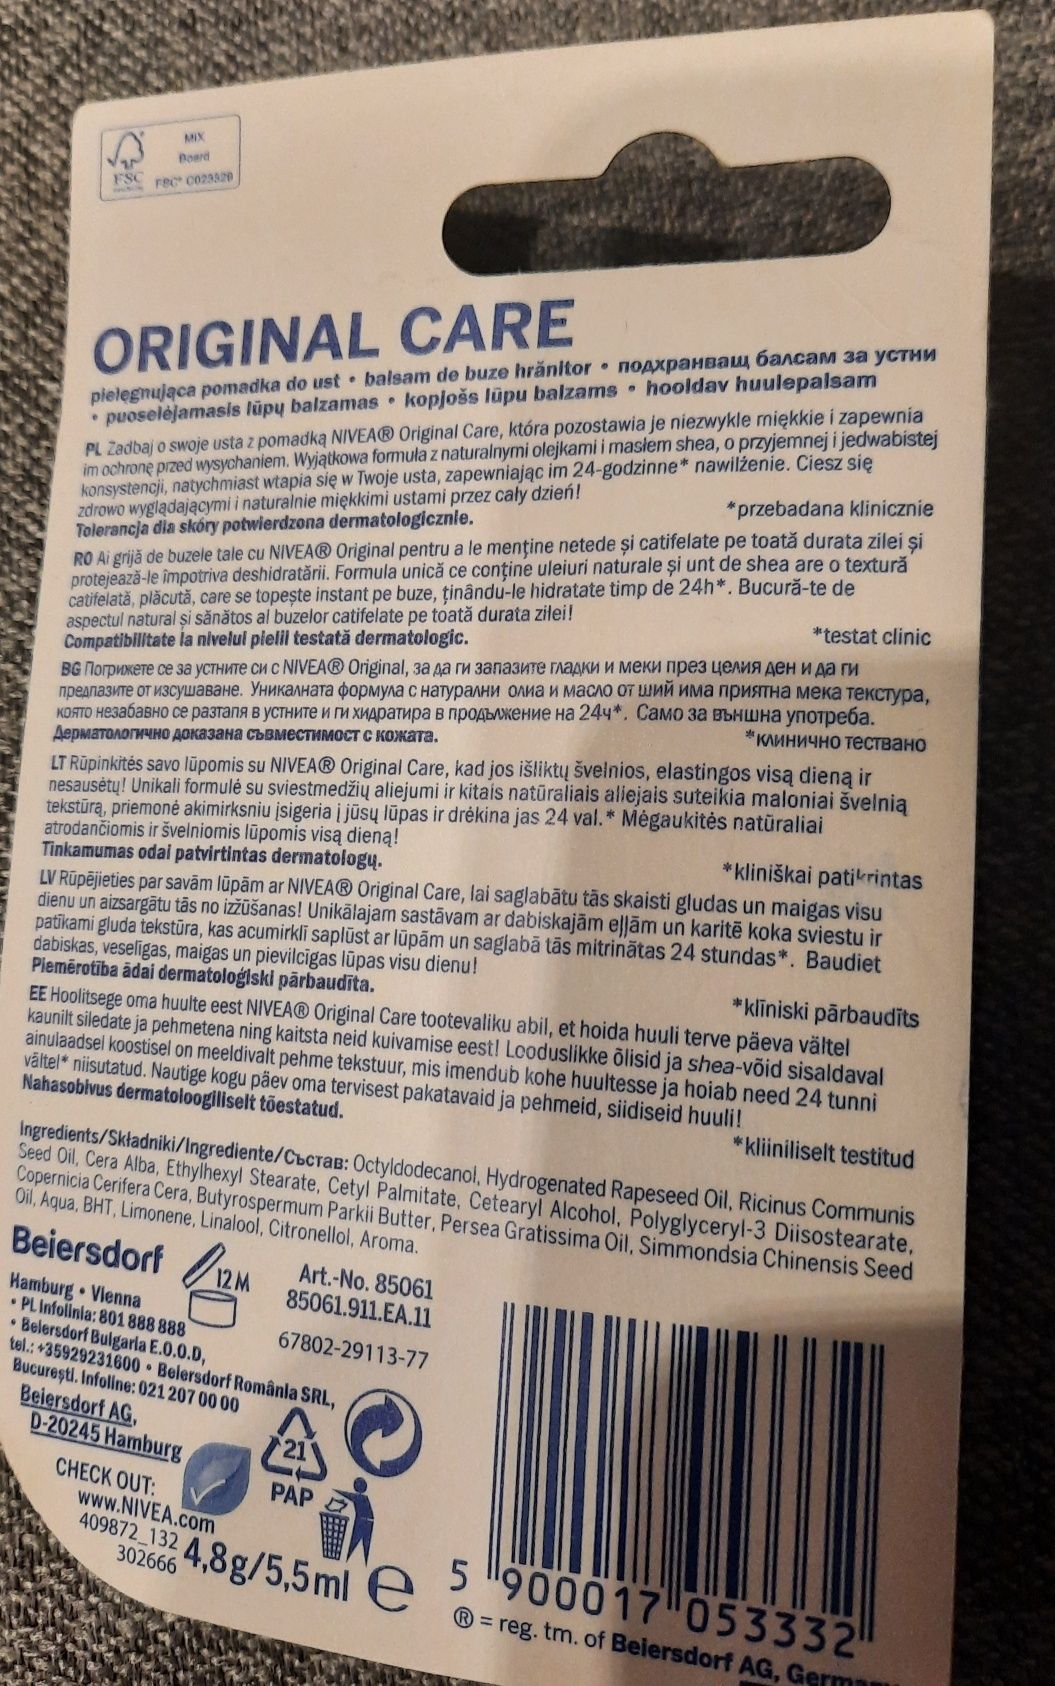 MIX
Board
FSC
FSC® C023329
ORIGINAL CARE
pielęgnująca pomadka do ust • balsam de buze hrănitor • подхранващ балсам за устни
• puoselėjamasis lūpų balzamas • kopjošs lūpu balzams • hooldav huulepalsam
PL Zadbaj o swoje usta z pomadką NIVEA® Original Care, która pozostawia je niezwykle miękkie i zapewnia
im ochronę przed wysychaniem. Wyjątkowa formuła z naturalnymi olejkami i masłem shea, o przyjemnej i jedwabistej
konsystencji, natychmiast wtapia się w Twoje usta, zapewniając im 24-godzinne* nawilżenie. Ciesz się
zdrowo wyglądającymi i naturalnie miękkimi ustami przez cały dzień!
Tolerancja dla skóry potwierdzona dermatologicznie.
*przebadana klinicznie
RO Ai grijă de buzele tale cu NIVEA® Original pentru a le menține netede și catifelate pe toată durata zilei și
protejează-le împotriva deshidratării. Formula unică ce conține uleiuri naturale și unt de shea are o textură
catifelată, plăcută, care se topește instant pe buze, ținându-le hidratate timp de 24h*. Bucură-te de
aspectul natural și sănătos al buzelor catifelate pe toată durata zilei!
Compatibilitate la nivelul pielii testată dermatologic.
*testat clinic
BG Погрижете се за устните си с NIVEA® Original, за да ги запазите гладки и меки през целия ден и да ги
предпазите от изсушаване. Уникалната формула с натурални олиа и масло от ший има приятна мека текстура,
която незабавно се разтапя в устните и ги хидратира в продължение на 24ч*. Само за външна употреба.
Дерматологично доказана съвместимост с кожата.
*клинично тествано
LT Rūpinkitės savo lūpomis su NIVEA® Original Care, kad jos išliktų švelnios, elastingos visą dieną ir
nesausėtų! Unikali formulė su sviestmedžių aliejumi ir kitais natūraliais aliejais suteikia maloniai švelnią
tekstūrą, priemonė akimirksniu įsigeria į jūsų lūpas ir drėkina jas 24 val.* Mėgaukitės natūraliai
atrodančiomis ir švelniomis lūpomis visą dieną!
Tinkamumas odai patvirtintas dermatologų.
*kliniškai patikrintas
LV Rūpējieties par savām lūpām ar NIVEA® Original Care, lai saglabātu tās skaisti gludas un maigas visu
dienu un aizsargātu tās no izžūšanas! Unikālajam sastāvam ar dabiskajām eļļām un karitē koka sviestu ir
patīkami gluda tekstūra, kas acumirklī saplūst ar lūpām un saglabā tās mitrinātas 24 stundas*. Baudiet
dabiskas, veselīgas, maigas un pievilcīgas lūpas visu dienu!
Piemērotība ādai dermatoloģiski pārbaudīta.
*klīniski pārbaudīts
EE Hoolitsege oma huulte eest NIVEA® Original Care tootevaliku abil, et hoida huuli terve päeva vältel
kaunilt siledate ja pehmetena ning kaitsta neid kuivamise eest! Looduslikke õlisid ja shea-võid sisaldaval
ainulaadsel koostisel on meeldivalt pehme tekstuur, mis imendub kohe huultesse ja hoiab need 24 tunni
vältel* niisutatud. Nautige kogu päev oma tervisest pakatavaid ja pehmeid, siidiseid huuli!
Nahasobivus dermatoloogiliselt tõestatud.
*kliiniliselt testitud
Ingredients/Składniki/Ingrediente/Състав: Octyldodecanol, Hydrogenated Rapeseed Oil, Ricinus Communis
Seed Oil, Cera Alba, Ethylhexyl Stearate, Cetyl Palmitate, Cetearyl Alcohol, Polyglyceryl-3 Diisostearate,
Copernicia Cerifera Cera, Butyrospermum Parkii Butter, Persea Gratissima Oil, Simmondsia Chinensis Seed
Oil, Aqua, BHT, Limonene, Linalool, Citronellol, Aroma.
Beiersdorf
Hamburg • Vienna
• PL Infolinia: 801 888 888
• Beiersdorf Bulgaria E.O.O.D,
tel.: +35929231600 • Beiersdorf România SRL,
București. Infoline: 021 207 00 00
Beiersdorf AG,
D-20245 Hamburg
12M
Art.-No. 85061
85061.911.EA.11
67802-29113-77
21
PAP
CHECK OUT:
www.NIVEA.com
409872_132
302666
4,8g/5,5ml e
5 900017 053332
® = reg. tm. of Beiersdorf AG,